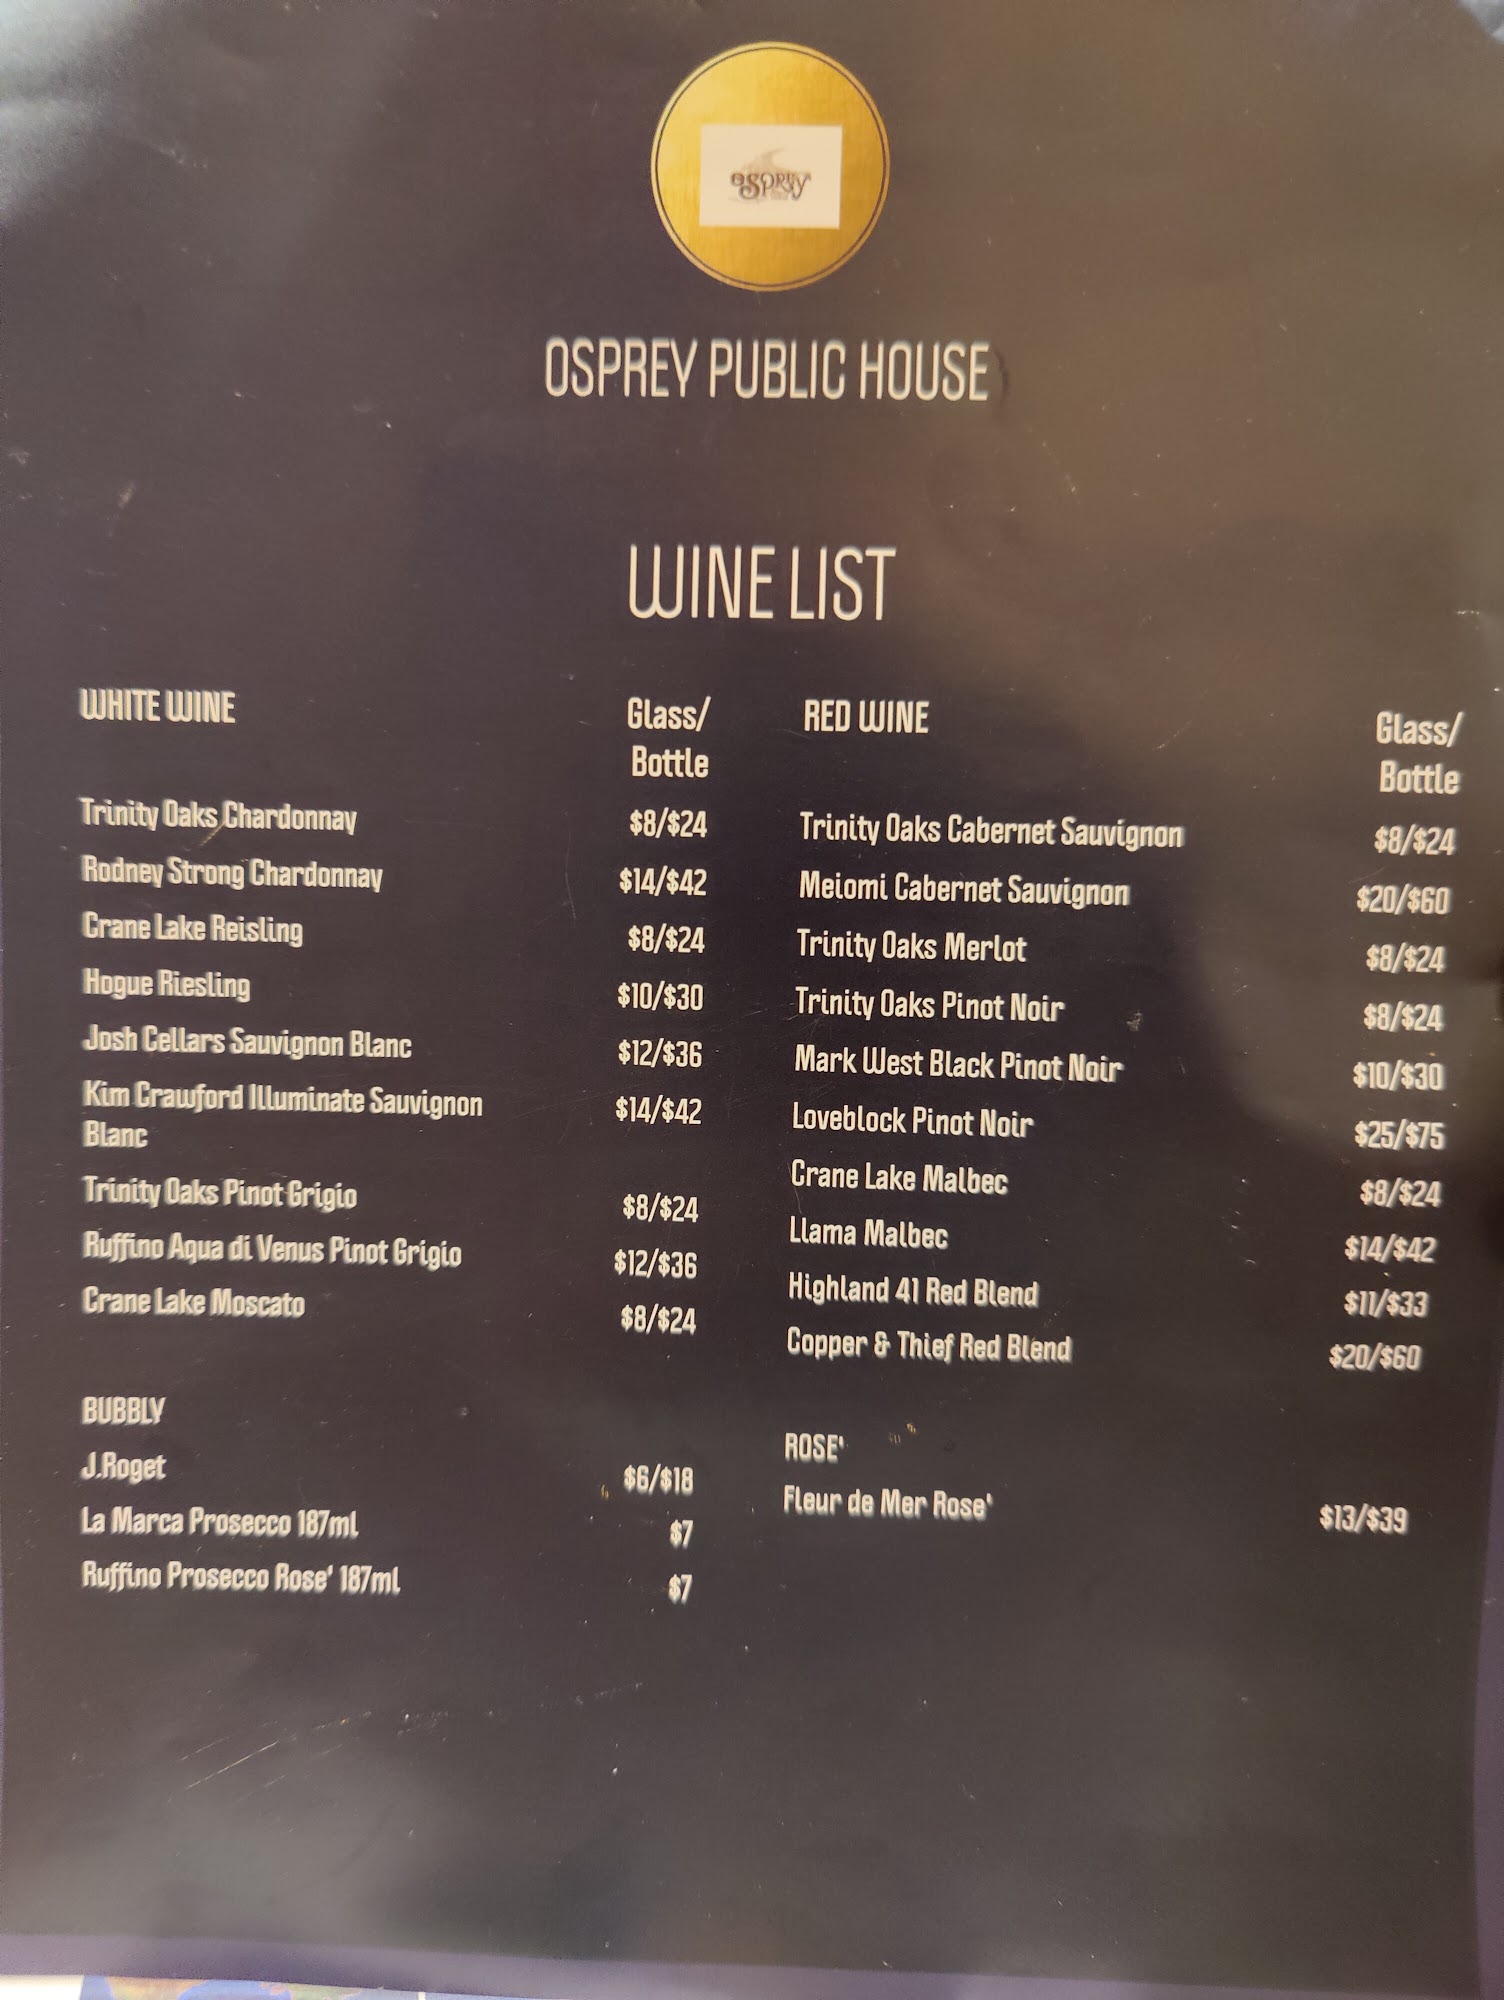 OSPREY
OSPREY PUBLIC HOUSE
WINE LIST
WHITE WINE
Glass/
Bottle
Trinity Oaks Chardonnay $8/$24
Rodney Strong Chardonnay $14/$42
Crane Lake Reisling $8/$24
Hogue Riesling $10/$30
Josh Cellars Sauvignon Blanc $12/$36
Kim Crawford Illuminate Sauvignon $14/$42
Blanc
Trinity Oaks Pinot Grigio $8/$24
Ruffino Aqua di Venus Pinot Grigio $12/$36
Crane Lake Moscato $8/$24
BUBBLY
J.Roget $6/$18
La Marca Prosecco 187ml $7
Ruffino Prosecco Rose' 187ml $7
RED WINE
Glass/
Bottle
Trinity Oaks Cabernet Sauvignon $8/$24
Meiomi Cabernet Sauvignon $20/$60
Trinity Oaks Merlot $8/$24
Trinity Oaks Pinot Noir $8/$24
Mark West Black Pinot Noir $10/$30
Loveblock Pinot Noir $25/$75
Crane Lake Malbec $8/$24
Llama Malbec $14/$42
Highland 41 Red Blend $11/$33
Copper & Thief Red Blend $20/$60
ROSE'
Fleur de Mer Rose' $13/$39